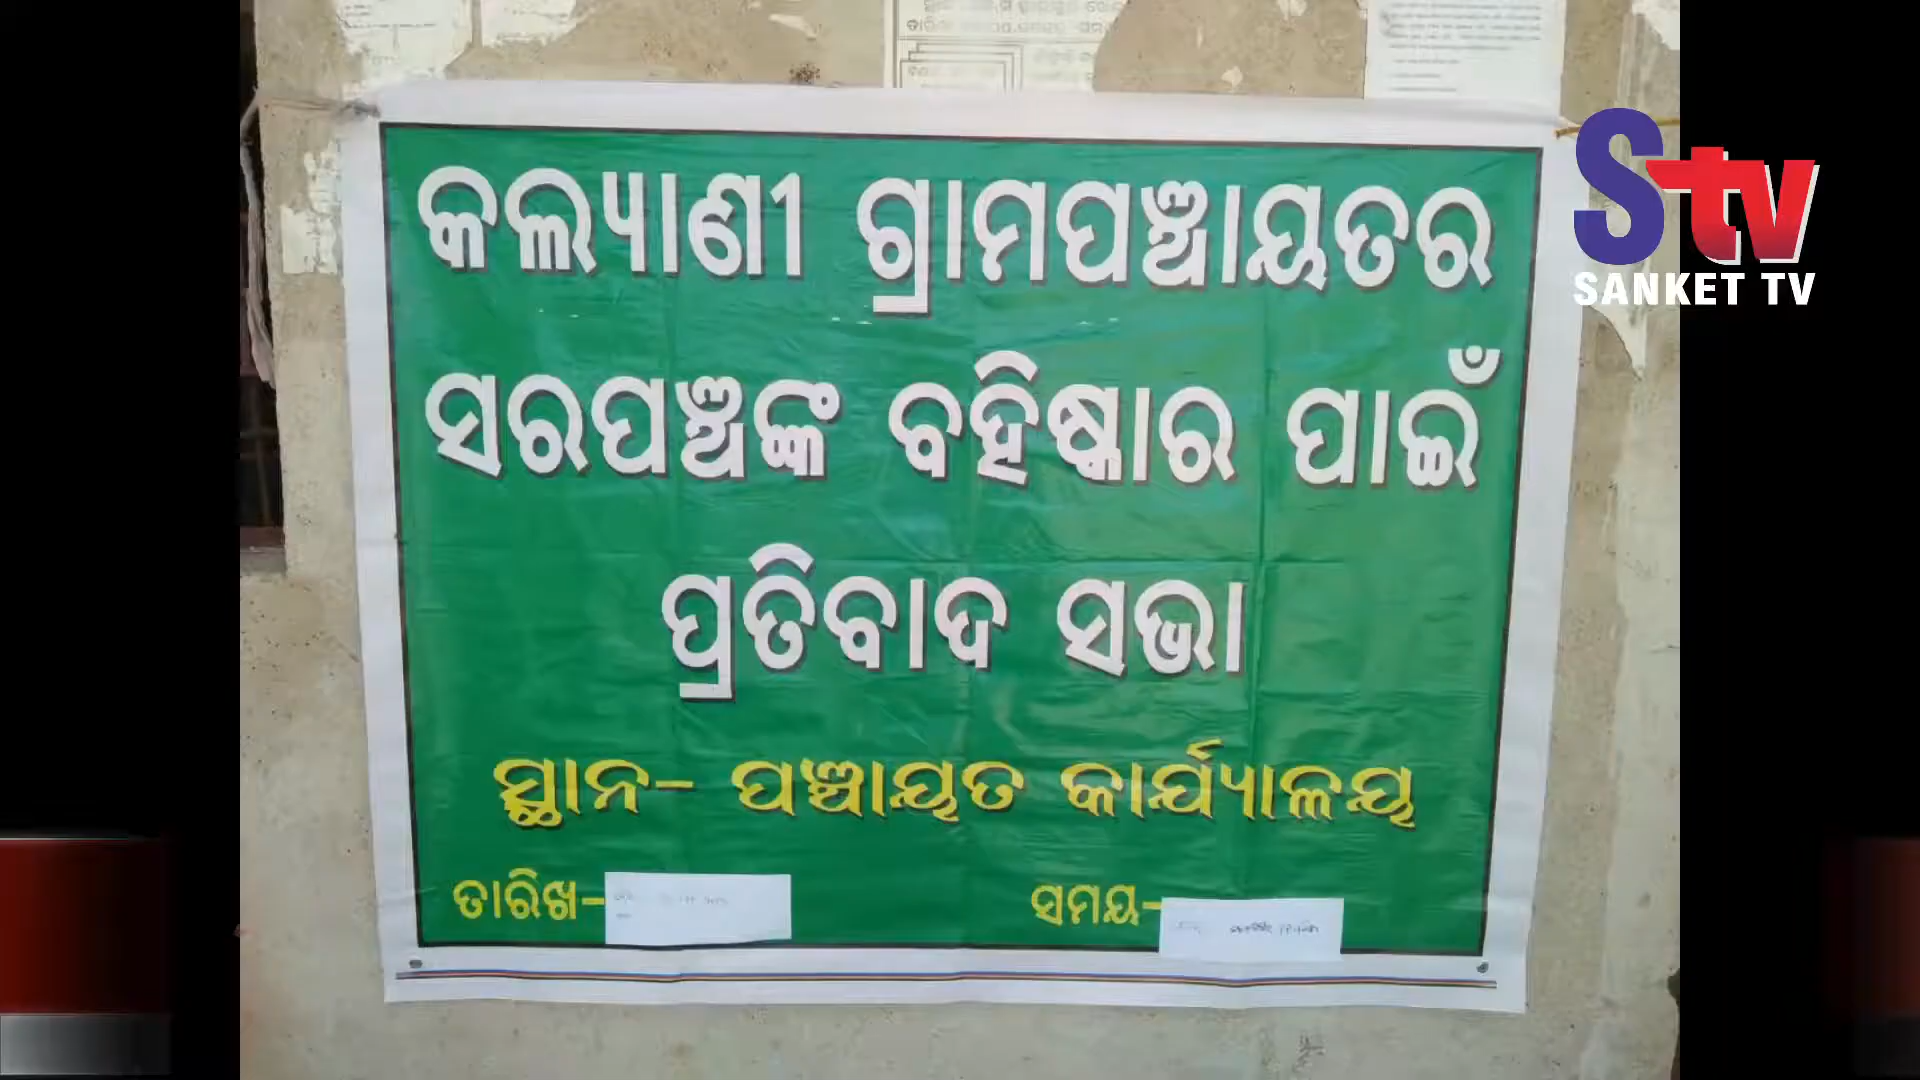 କଲ୍ୟାଣୀ ଗ୍ରାମପଞ୍ଚାୟତର
ସରପଞ୍ଚଙ୍କ ବହିଷ୍କାର ପାଇଁ
ପ୍ରତିବାଦ ସଭା
ସ୍ଥାନ- ପଞ୍ଚାୟତ କାର୍ଯ୍ୟାଳୟ
ତାରିଖ-
ସମୟ-
Stv
SANKET TV